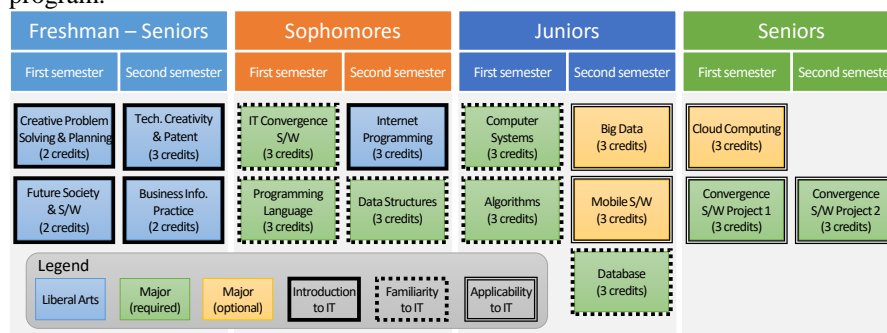 program.
Freshman – Seniors
Sophomores
Juniors
Seniors
First semester
Second semester
First semester
Second semester
First semester
Second semester
First semester
Second semester
Creative Problem
Solving & Planning
(2 credits)
Tech. Creativity
& Patent
(3 credits)
IT Convergence
S/W
(3 credits)
Internet
Programming
(3 credits)
Computer
Systems
(3 credits)
Big Data
(3 credits)
Cloud Computing
(3 credits)
Future Society
& S/W
(2 credits)
Business Info.
Practice
(2 credits)
Programming
Language
(3 credits)
Data Structures
(3 credits)
Algorithms
(3 credits)
Mobile S/W
(3 credits)
Convergence
S/W Project 1
(3 credits)
Convergence
S/W Project 2
(3 credits)
Database
(3 credits)
Legend
Liberal Arts
Major
(required)
Major
(optional)
Introduction
to IT
Familiarity
to IT
Applicability
to IT